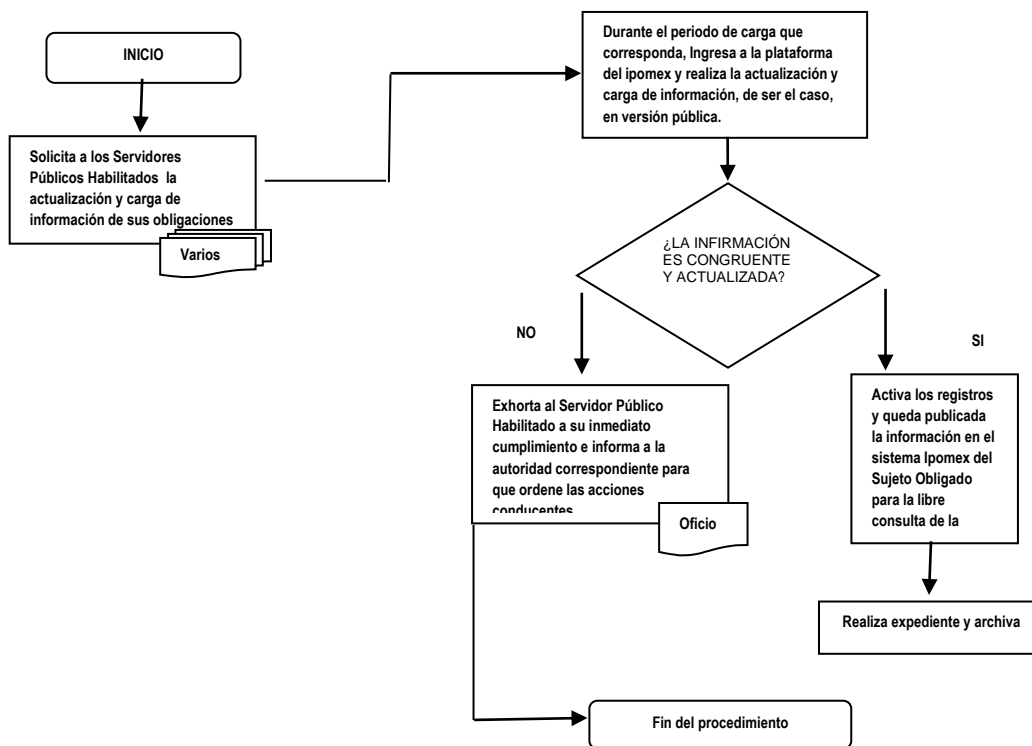 INICIO
Solicita a los Servidores
Públicos Habilitados la
actualización y carga de
información de sus obligaciones
Varios
Durante el periodo de carga que
corresponda, Ingresa a la plataforma
del ipomex y realiza la actualización y
carga de información, de ser el caso,
en versión pública.
¿LA INFIRMACIÓN
ES CONGRUENTE
Y ACTUALIZADA?
NO
SI
Exhorta al Servidor Público
Habilitado a su inmediato
cumplimiento e informa a la
autoridad correspondiente para
que ordene las acciones
conducentes
Oficio
Activa los registros
y queda publicada
la información en el
sistema Ipomex del
Sujeto Obligado
para la libre
consulta de la
Realiza expediente y archiva
Fin del procedimiento